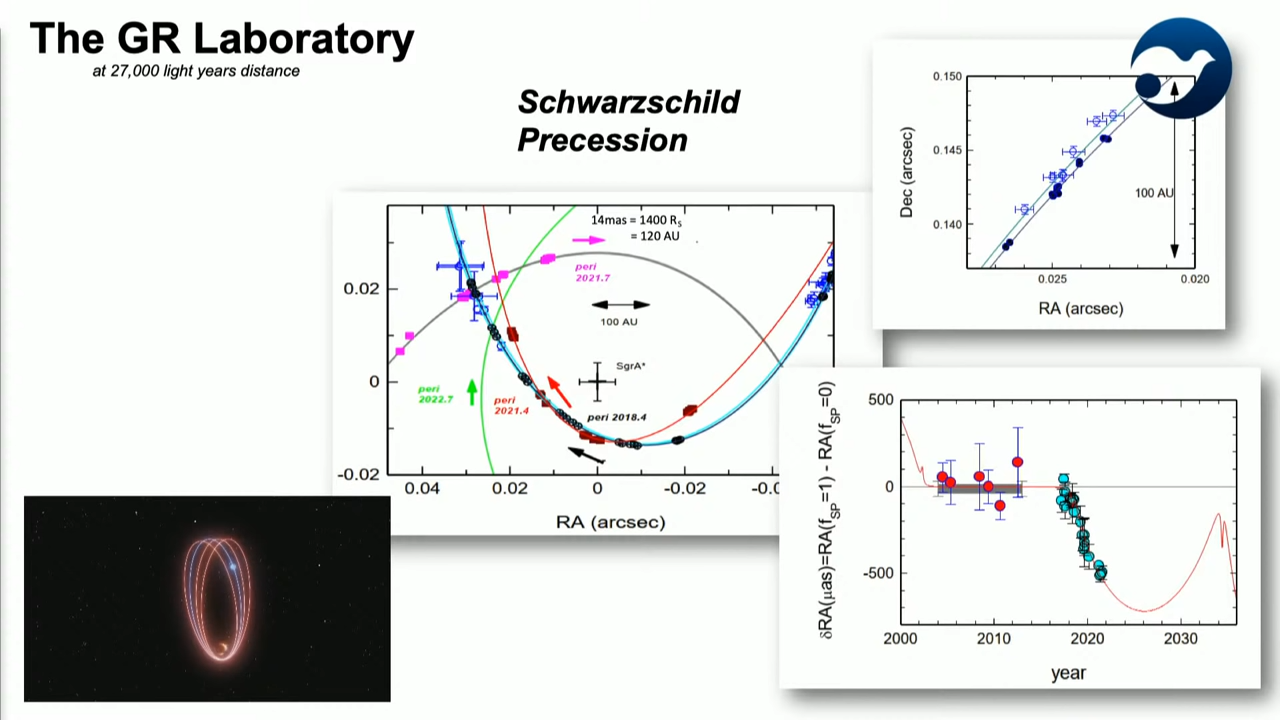 The GR Laboratory
at 27,000 light years distance
Schwarzschild
Precession
0.150
0.145
0.140
Dec (arcsec)
100 AU
0.025
0.020
RA (arcsec)
14mas = 1400 RS
= 120 AU
peri
2021.7
0.02
100 AU
SgrA*
0
peri
2022.7
peri
2021.4
peri 2018.4
-0.02
0.04
0.02
0
-0.02
RA (arcsec)
δRA(μas)=RA(fSP=1) - RA(fSP=0)
500
0
-500
2000
2010
2020
2030
year